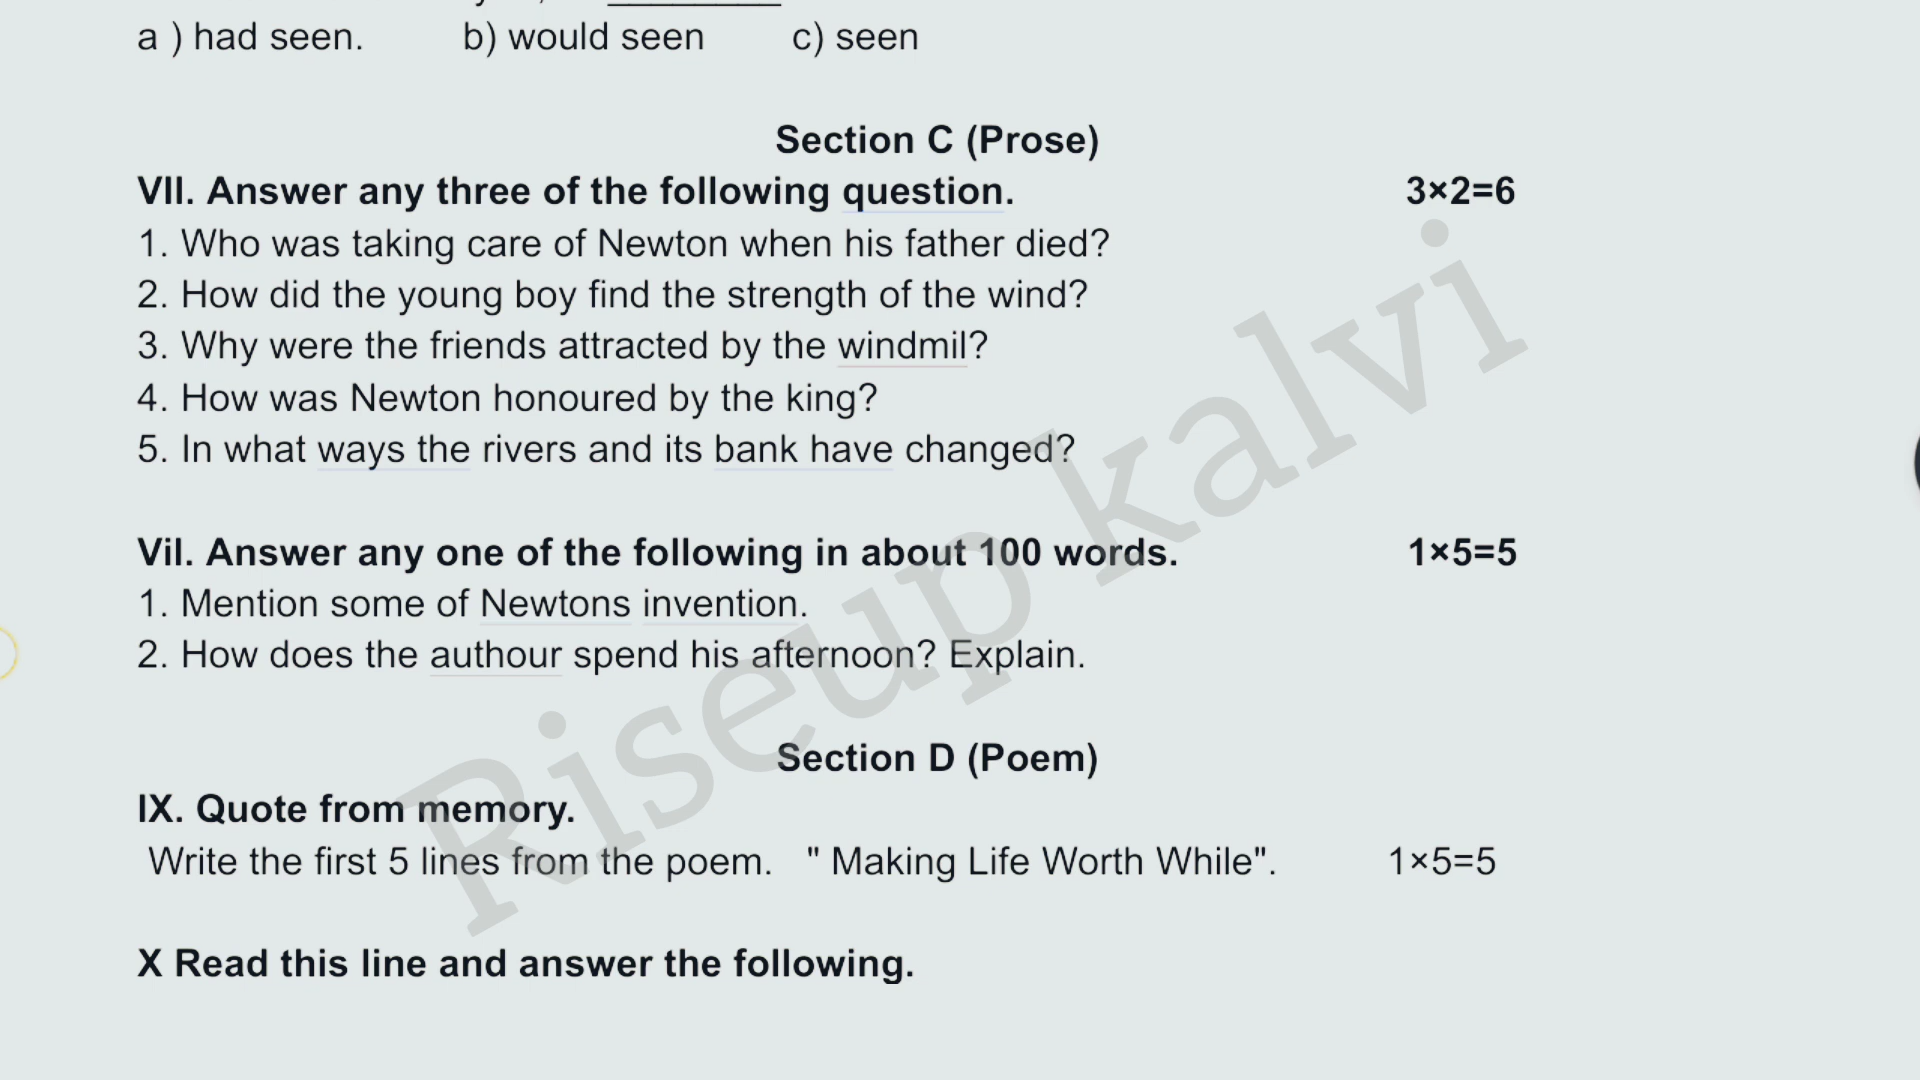 a ) had seen. b) would seen c) seen
Section C (Prose)
VII. Answer any three of the following question. 3×2=6
1. Who was taking care of Newton when his father died?
2. How did the young boy find the strength of the wind?
3. Why were the friends attracted by the windmil?
4. How was Newton honoured by the king?
5. In what ways the rivers and its bank have changed?
Vil. Answer any one of the following in about 100 words. 1×5=5
1. Mention some of Newtons invention.
2. How does the authour spend his afternoon? Explain.
Section D (Poem)
IX. Quote from memory.
Write the first 5 lines from the poem. " Making Life Worth While". 1×5=5
X Read this line and answer the following.
Riseup kalvi